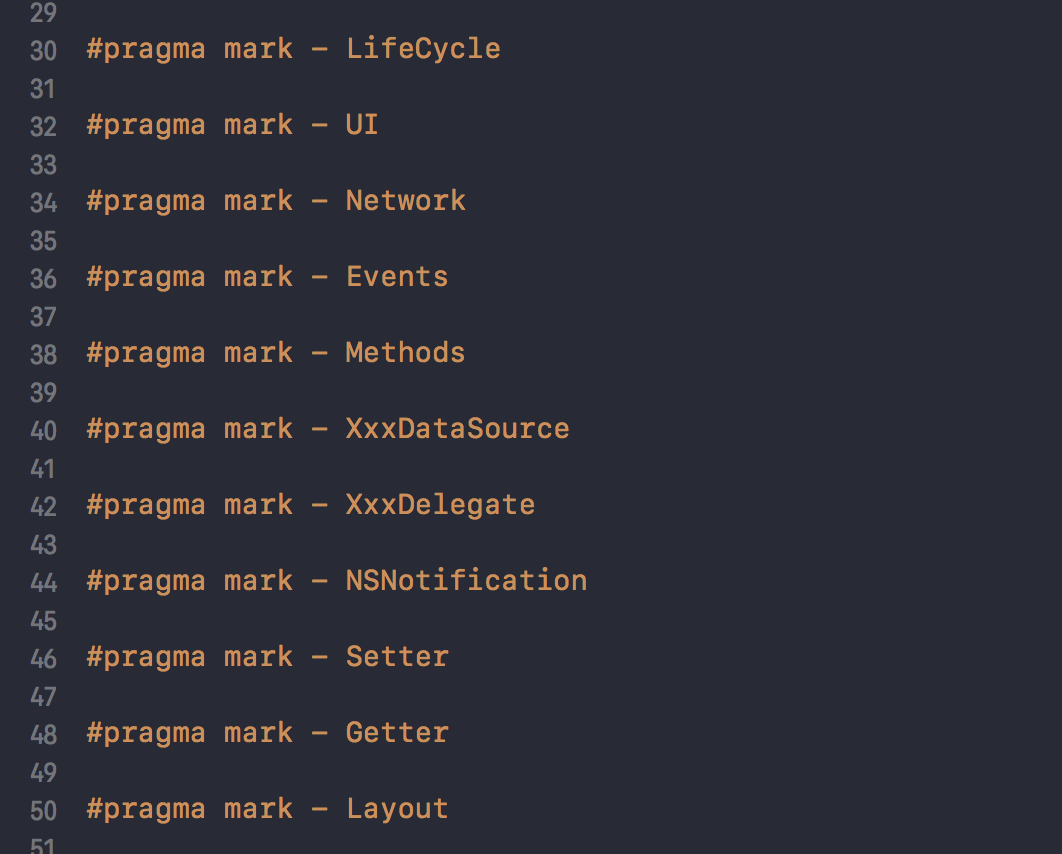 29
30 #pragma mark - LifeCycle
31
32 #pragma mark - UI
33
34 #pragma mark - Network
35
36 #pragma mark - Events
37
38 #pragma mark - Methods
39
40 #pragma mark - XxxDataSource
41
42 #pragma mark - XxxDelegate
43
44 #pragma mark - NSNotification
45
46 #pragma mark - Setter
47
48 #pragma mark - Getter
49
50 #pragma mark - Layout
51